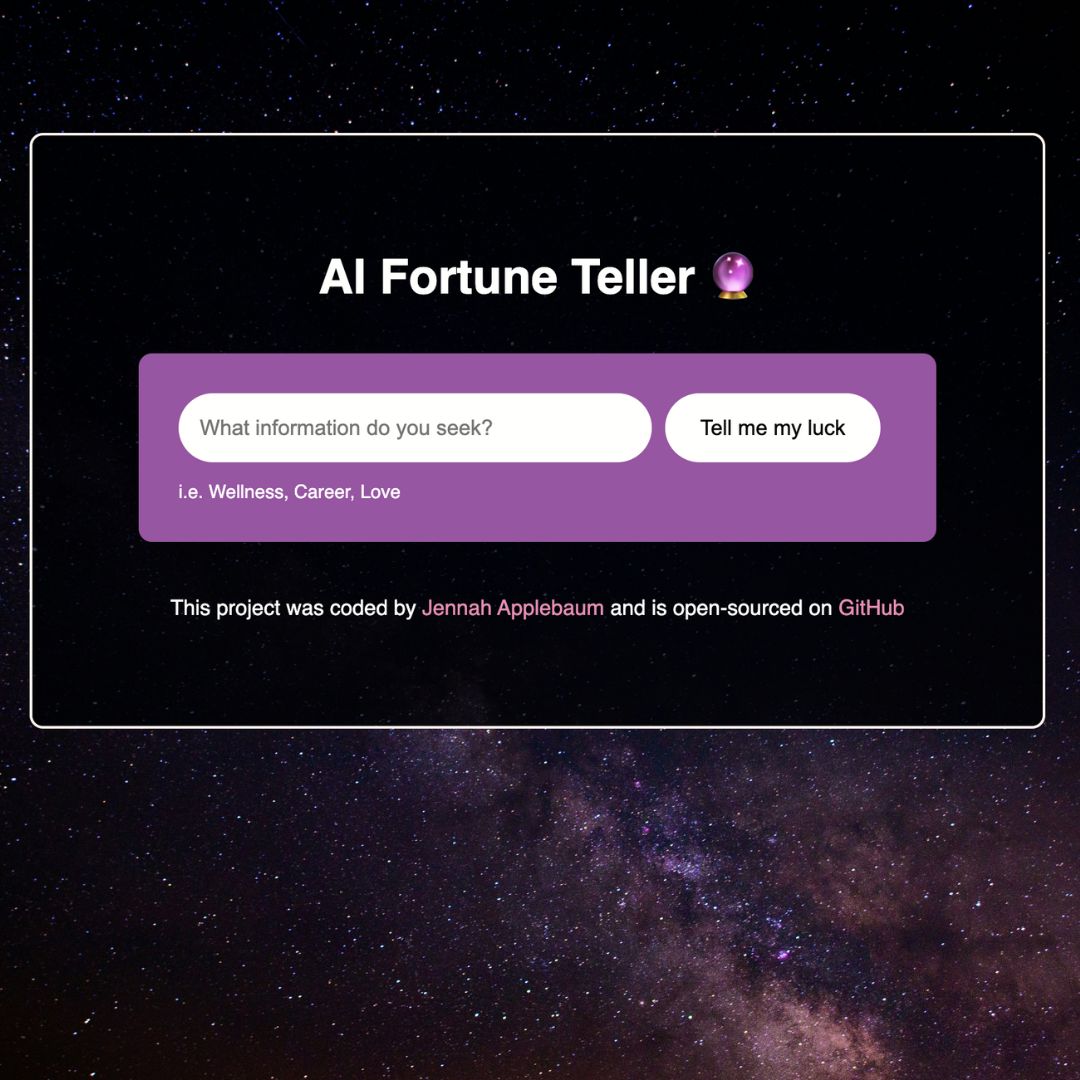 AI Fortune Teller 🔮
What information do you seek?
Tell me my luck
i.e. Wellness, Career, Love
This project was coded by Jennah Applebaum and is open-sourced on GitHub